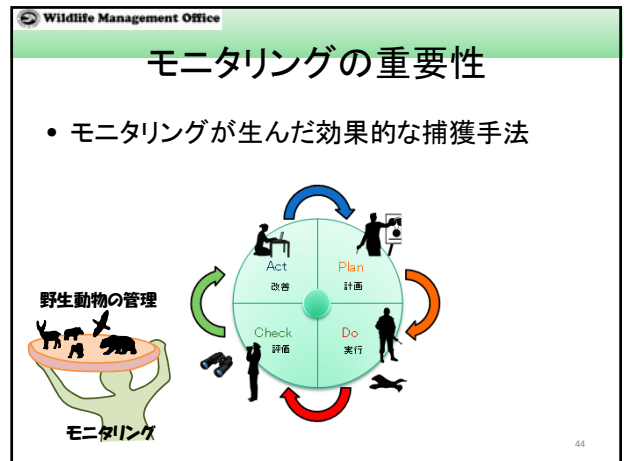 Wildlife Management Office
モニタリングの重要性
• モニタリングが生んだ効果的な捕獲手法
Act
改善
Plan
計画
Check
評価
Do
実行
野生動物の管理
モニタリング
44